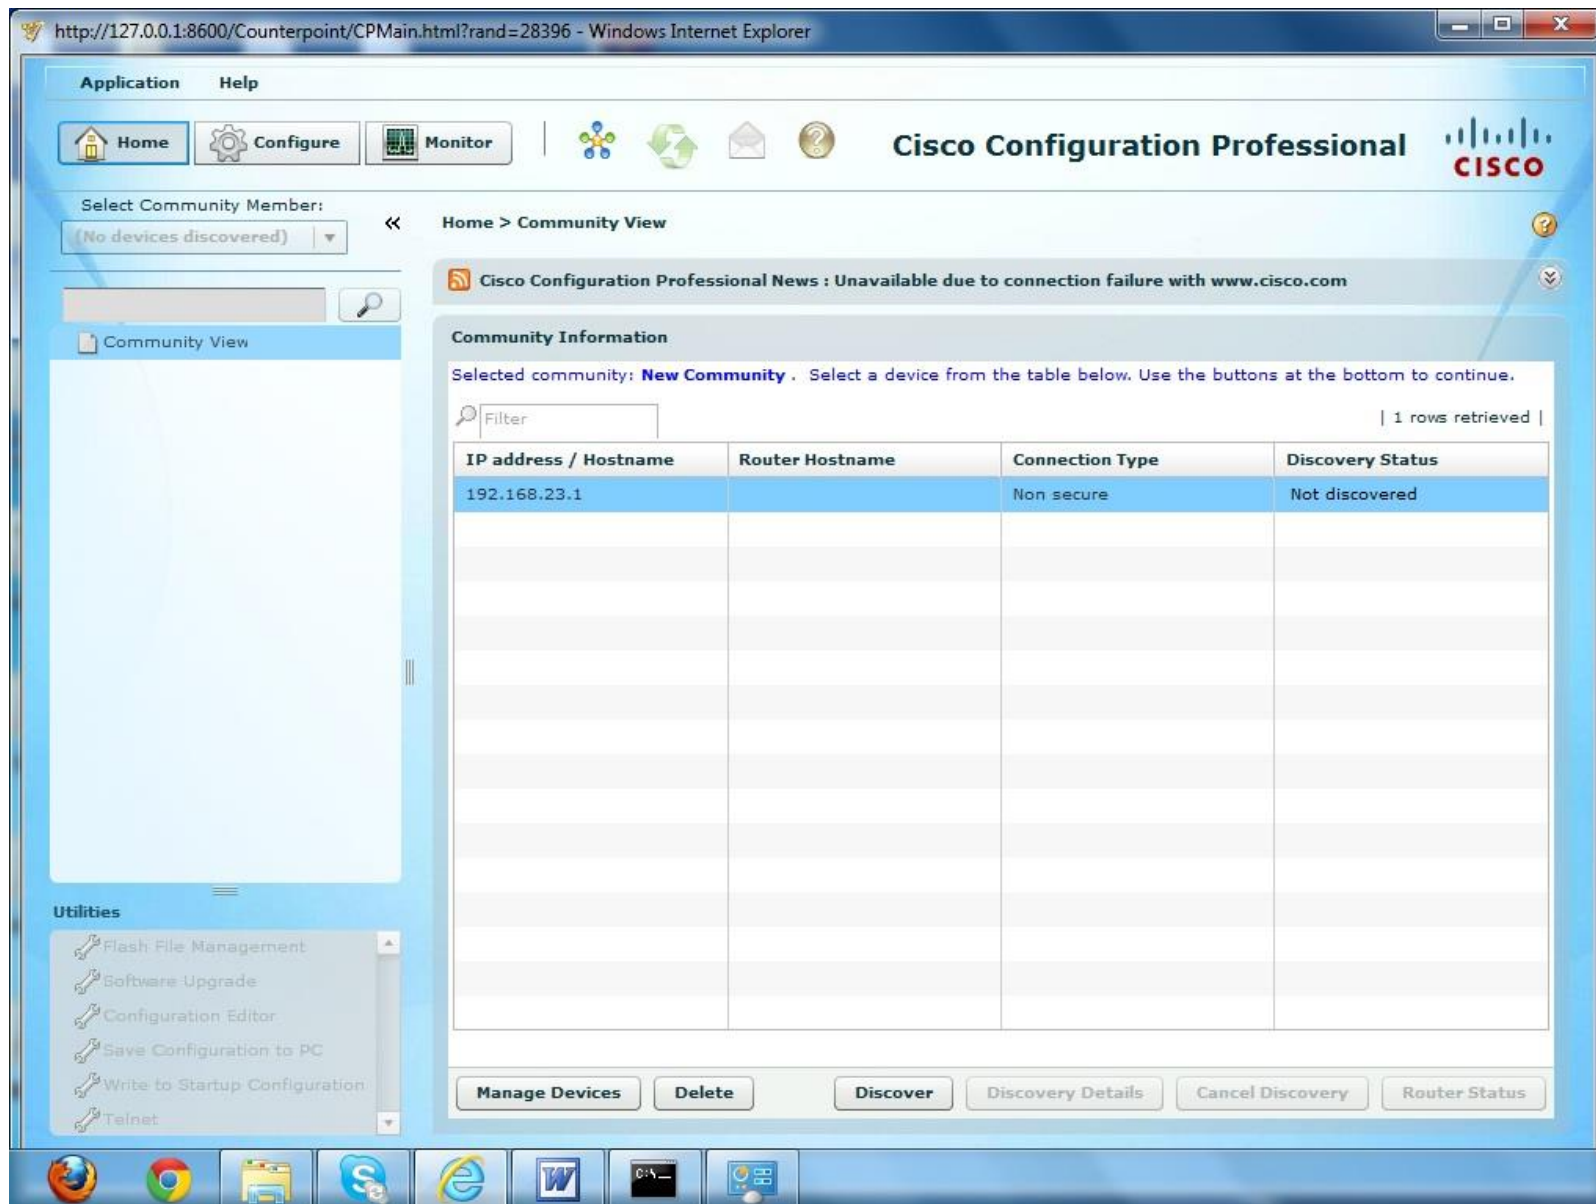 http://127.0.0.1:8600/Counterpoint/CPMain.html?rand=28396 - Windows Internet Explorer
Application Help
Home Configure Monitor
Cisco Configuration Professional
CISCO
Select Community Member:
(No devices discovered)
Home > Community View
Cisco Configuration Professional News : Unavailable due to connection failure with www.cisco.com
Community View
Community Information
Selected community: New Community . Select a device from the table below. Use the buttons at the bottom to continue.
Filter
| 1 rows retrieved |
IP address / Hostname Router Hostname Connection Type Discovery Status
192.168.23.1 Non secure Not discovered
Utilities
Flash File Management
Software Upgrade
Configuration Editor
Save Configuration to PC
Write to Startup Configuration
Telnet
Manage Devices Delete Discover Discovery Details Cancel Discovery Router Status
S
W
C:\